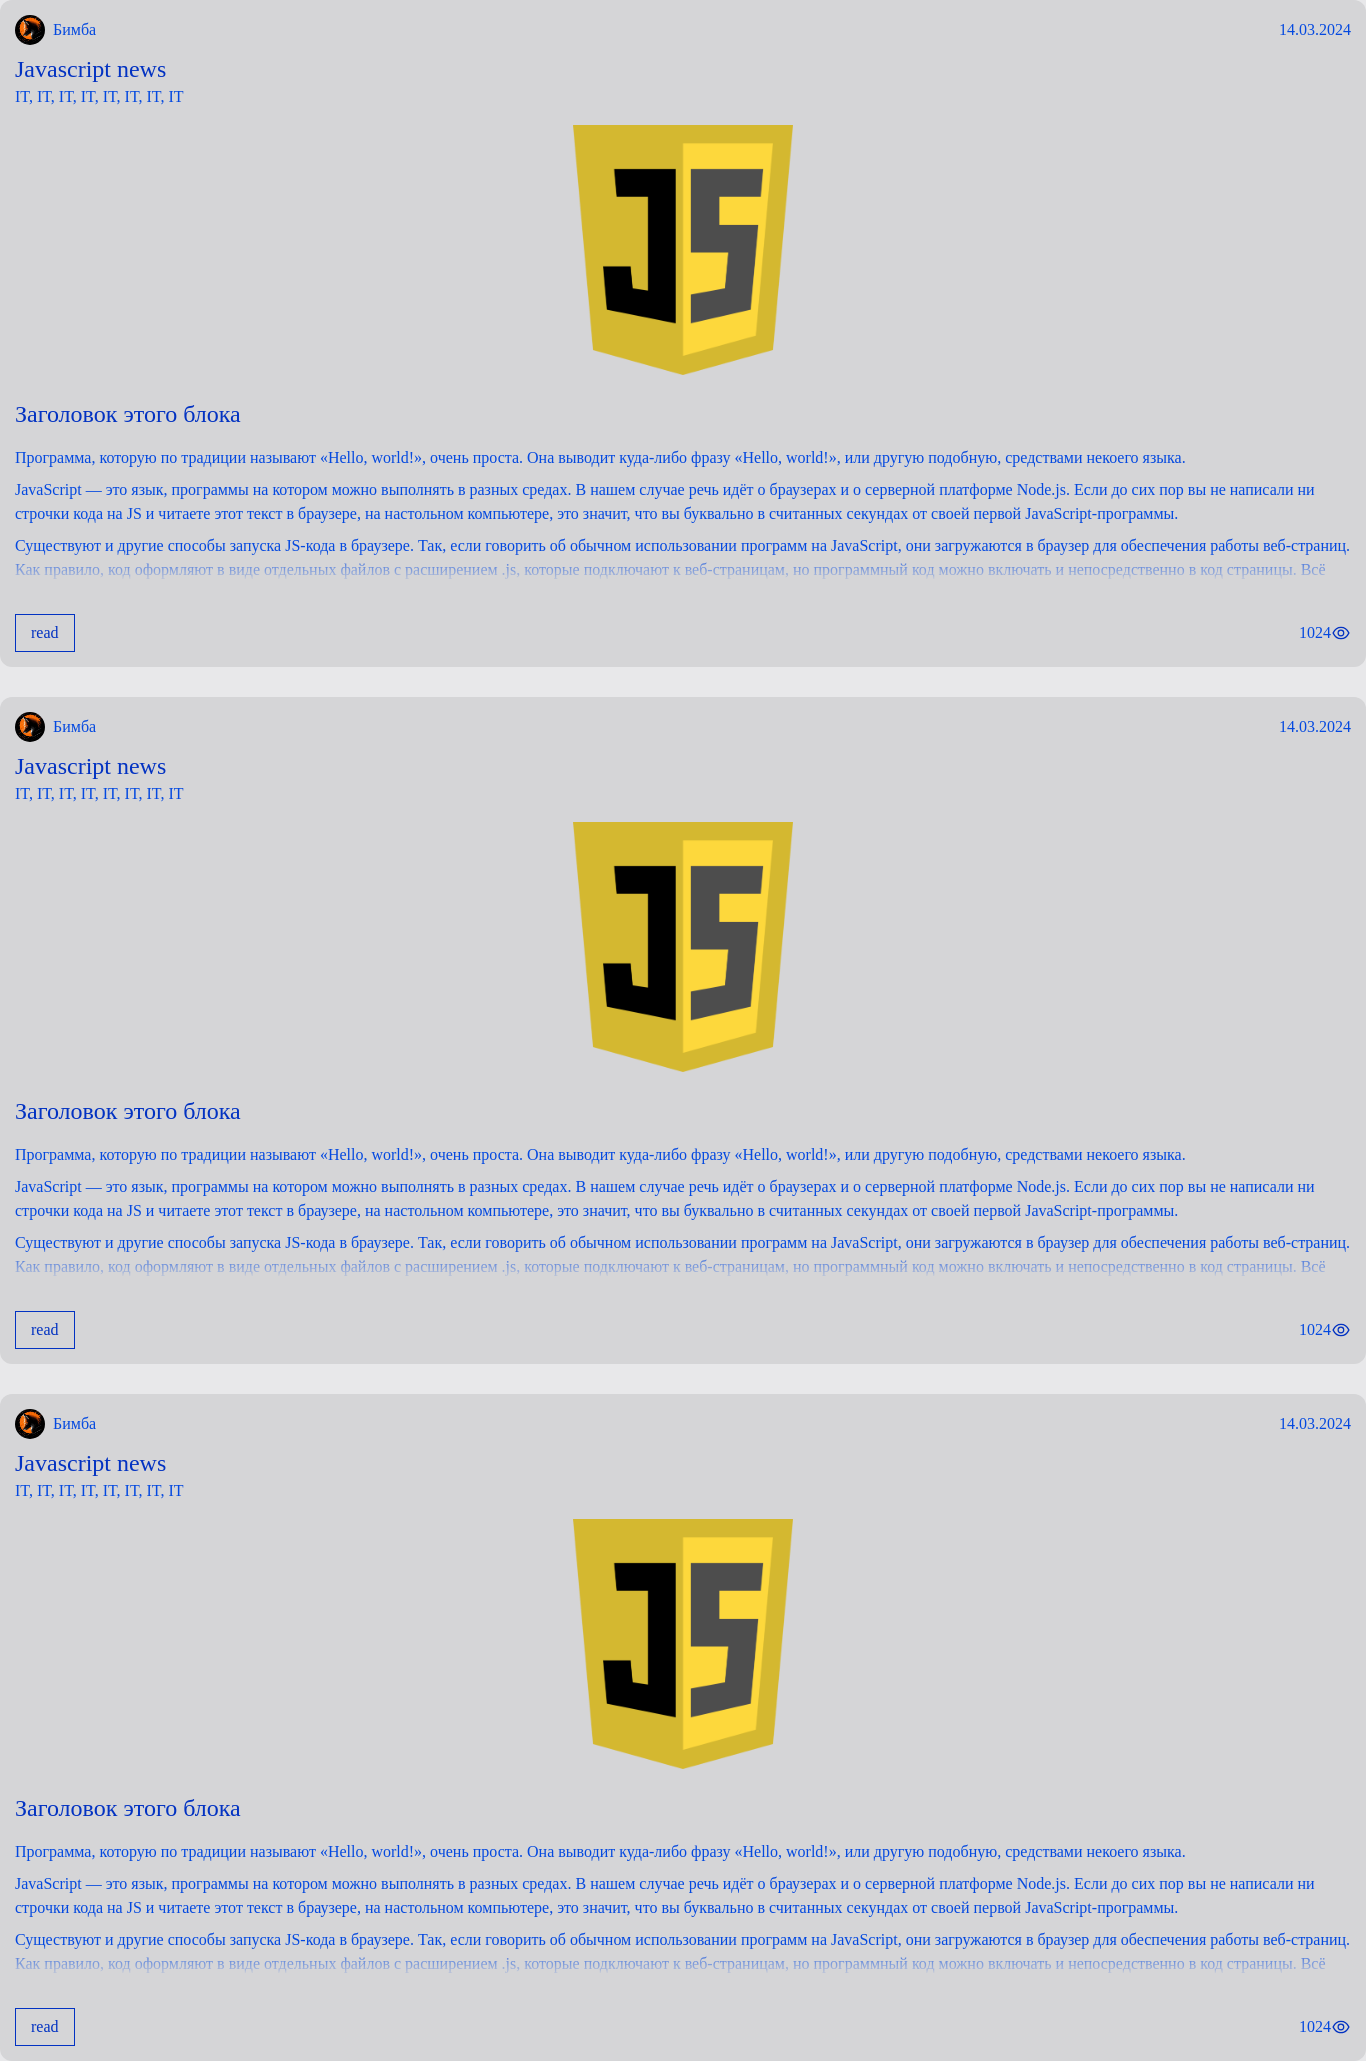 Бимба
14.03.2024
Javascript news
IT, IT, IT, IT, IT, IT, IT, IT
JS
Заголовок этого блока
Программа, которую по традиции называют «Hello, world!», очень проста. Она выводит куда-либо фразу «Hello, world!», или другую подобную, средствами некоего языка.
JavaScript — это язык, программы на котором можно выполнять в разных средах. В нашем случае речь идёт о браузерах и о серверной платформе Node.js. Если до сих пор вы не написали ни
строчки кода на JS и читаете этот текст в браузере, на настольном компьютере, это значит, что вы буквально в считанных секундах от своей первой JavaScript-программы.
Существуют и другие способы запуска JS-кода в браузере. Так, если говорить об обычном использовании программ на JavaScript, они загружаются в браузер для обеспечения работы веб-страниц.
Как правило, код оформляют в виде отдельных файлов с расширением .js, которые подключают к веб-страницам, но программный код можно включать и непосредственно в код страницы. Всё
read
1024
Бимба
14.03.2024
Javascript news
IT, IT, IT, IT, IT, IT, IT, IT
JS
Заголовок этого блока
Программа, которую по традиции называют «Hello, world!», очень проста. Она выводит куда-либо фразу «Hello, world!», или другую подобную, средствами некоего языка.
JavaScript — это язык, программы на котором можно выполнять в разных средах. В нашем случае речь идёт о браузерах и о серверной платформе Node.js. Если до сих пор вы не написали ни
строчки кода на JS и читаете этот текст в браузере, на настольном компьютере, это значит, что вы буквально в считанных секундах от своей первой JavaScript-программы.
Существуют и другие способы запуска JS-кода в браузере. Так, если говорить об обычном использовании программ на JavaScript, они загружаются в браузер для обеспечения работы веб-страниц.
Как правило, код оформляют в виде отдельных файлов с расширением .js, которые подключают к веб-страницам, но программный код можно включать и непосредственно в код страницы. Всё
read
1024
Бимба
14.03.2024
Javascript news
IT, IT, IT, IT, IT, IT, IT, IT
JS
Заголовок этого блока
Программа, которую по традиции называют «Hello, world!», очень проста. Она выводит куда-либо фразу «Hello, world!», или другую подобную, средствами некоего языка.
JavaScript — это язык, программы на котором можно выполнять в разных средах. В нашем случае речь идёт о браузерах и о серверной платформе Node.js. Если до сих пор вы не написали ни
строчки кода на JS и читаете этот текст в браузере, на настольном компьютере, это значит, что вы буквально в считанных секундах от своей первой JavaScript-программы.
Существуют и другие способы запуска JS-кода в браузере. Так, если говорить об обычном использовании программ на JavaScript, они загружаются в браузер для обеспечения работы веб-страниц.
Как правило, код оформляют в виде отдельных файлов с расширением .js, которые подключают к веб-страницам, но программный код можно включать и непосредственно в код страницы. Всё
read
1024